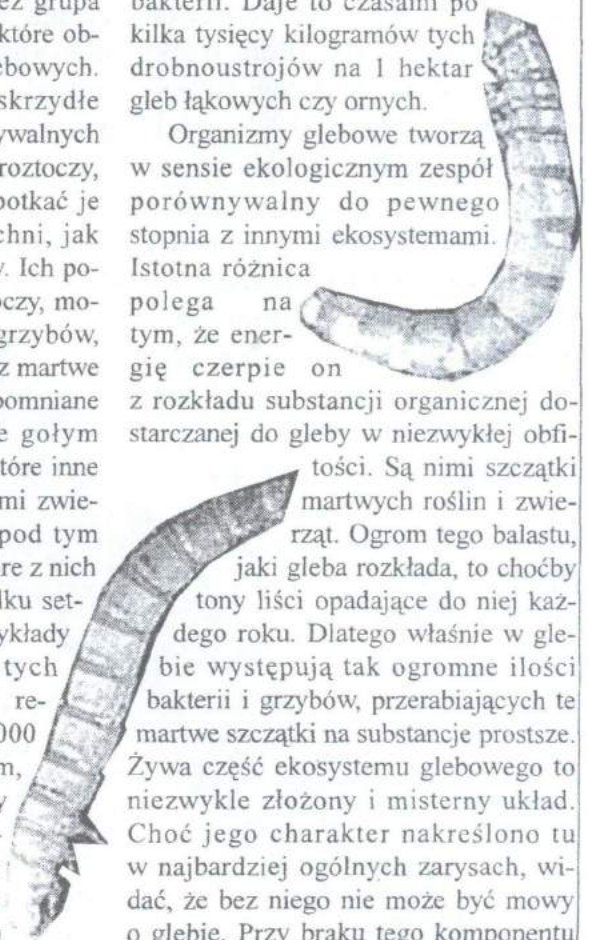 ez grupa
które ob-
ebowych.
skrzydłe
ywalnych
roztoczy,
potkać je
chni, jak
y. Ich po-
oczy, mo-
grzybów,
z martwe
pomniane
e gołym
tóre inne
mi zwie-
pod tym
re z nich
lku set-
ykłady
tych
re-
000
m,
y
bakterii. Daje to czasami po
kilka tysięcy kilogramów tych
drobnoustrojów na 1 hektar
gleb łąkowych czy ornych.
Organizmy glebowe tworzą
w sensie ekologicznym zespół
porównywalny do pewnego
stopnia z innymi ekosystemami.
Istotna różnica
polega na
tym, że ener-
gię czerpie on
z rozkładu substancji organicznej do-
starczanej do gleby w niezwykłej obfi-
tości. Są nimi szczątki
martwych roślin i zwie-
rząt. Ogrom tego balastu,
jaki gleba rozkłada, to choćby
tony liści opadające do niej każ-
dego roku. Dlatego właśnie w gle-
bie występują tak ogromne ilości
bakterii i grzybów, przerabiających te
martwe szczątki na substancje prostsze.
Żywa część ekosystemu glebowego to
niezwykle złożony i misterny układ.
Choć jego charakter nakreślono tu
w najbardziej ogólnych zarysach, wi-
dać, że bez niego nie może być mowy
o glebie. Przy braku tego komponentu